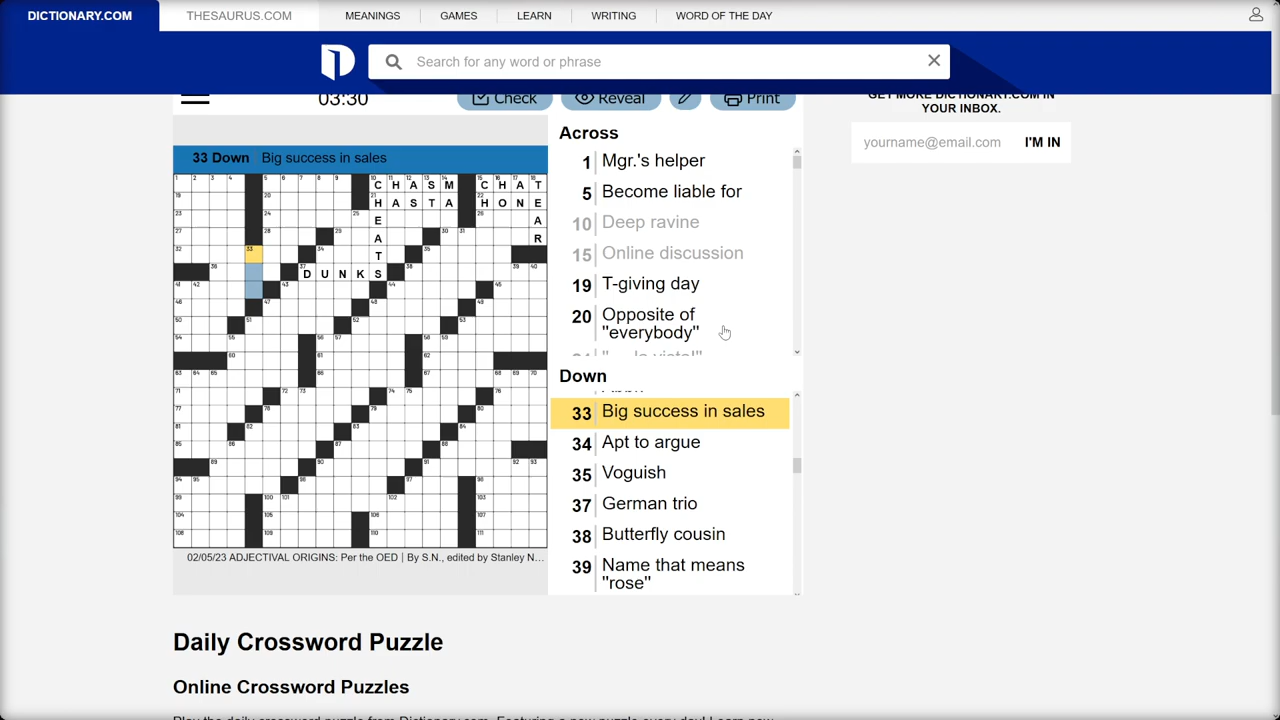 DICTIONARY.COM
THESAURUS.COM
MEANINGS
GAMES
LEARN
WRITING
WORD OF THE DAY
Search for any word or phrase
03:30
Check
Reveal
Print
GET MORE DICTIONARY.COM IN
YOUR INBOX.
yourname@email.com
I'M IN
33 Down Big success in sales
C H A S M
C H A T
H A S T A
H O N E
E
A
A
R
T
D U N K S
02/05/23 ADJECTIVAL ORIGINS: Per the OED | By S.N., edited by Stanley N...
Across
1 Mgr.'s helper
5 Become liable for
10 Deep ravine
15 Online discussion
19 T-giving day
20 Opposite of
"everybody"
Down
33 Big success in sales
34 Apt to argue
35 Voguish
37 German trio
38 Butterfly cousin
39 Name that means
"rose"
Daily Crossword Puzzle
Online Crossword Puzzles